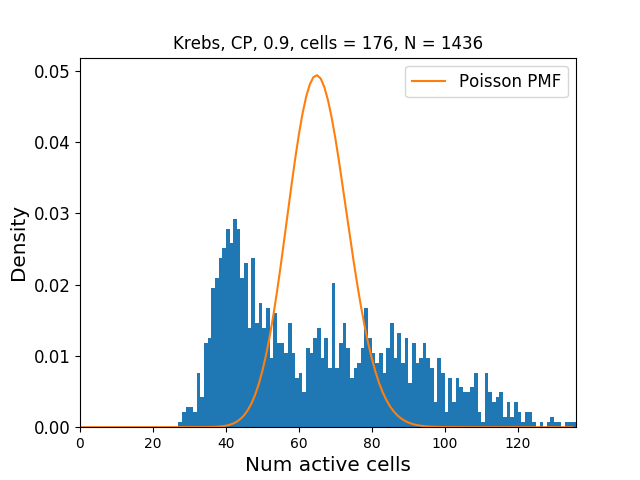 Krebs, CP, 0.9, cells = 176, N = 1436
Poisson PMF
0.05
0.04
0.03
0.02
0.01
0.00
Density
0 20 40 60 80 100 120
Num active cells